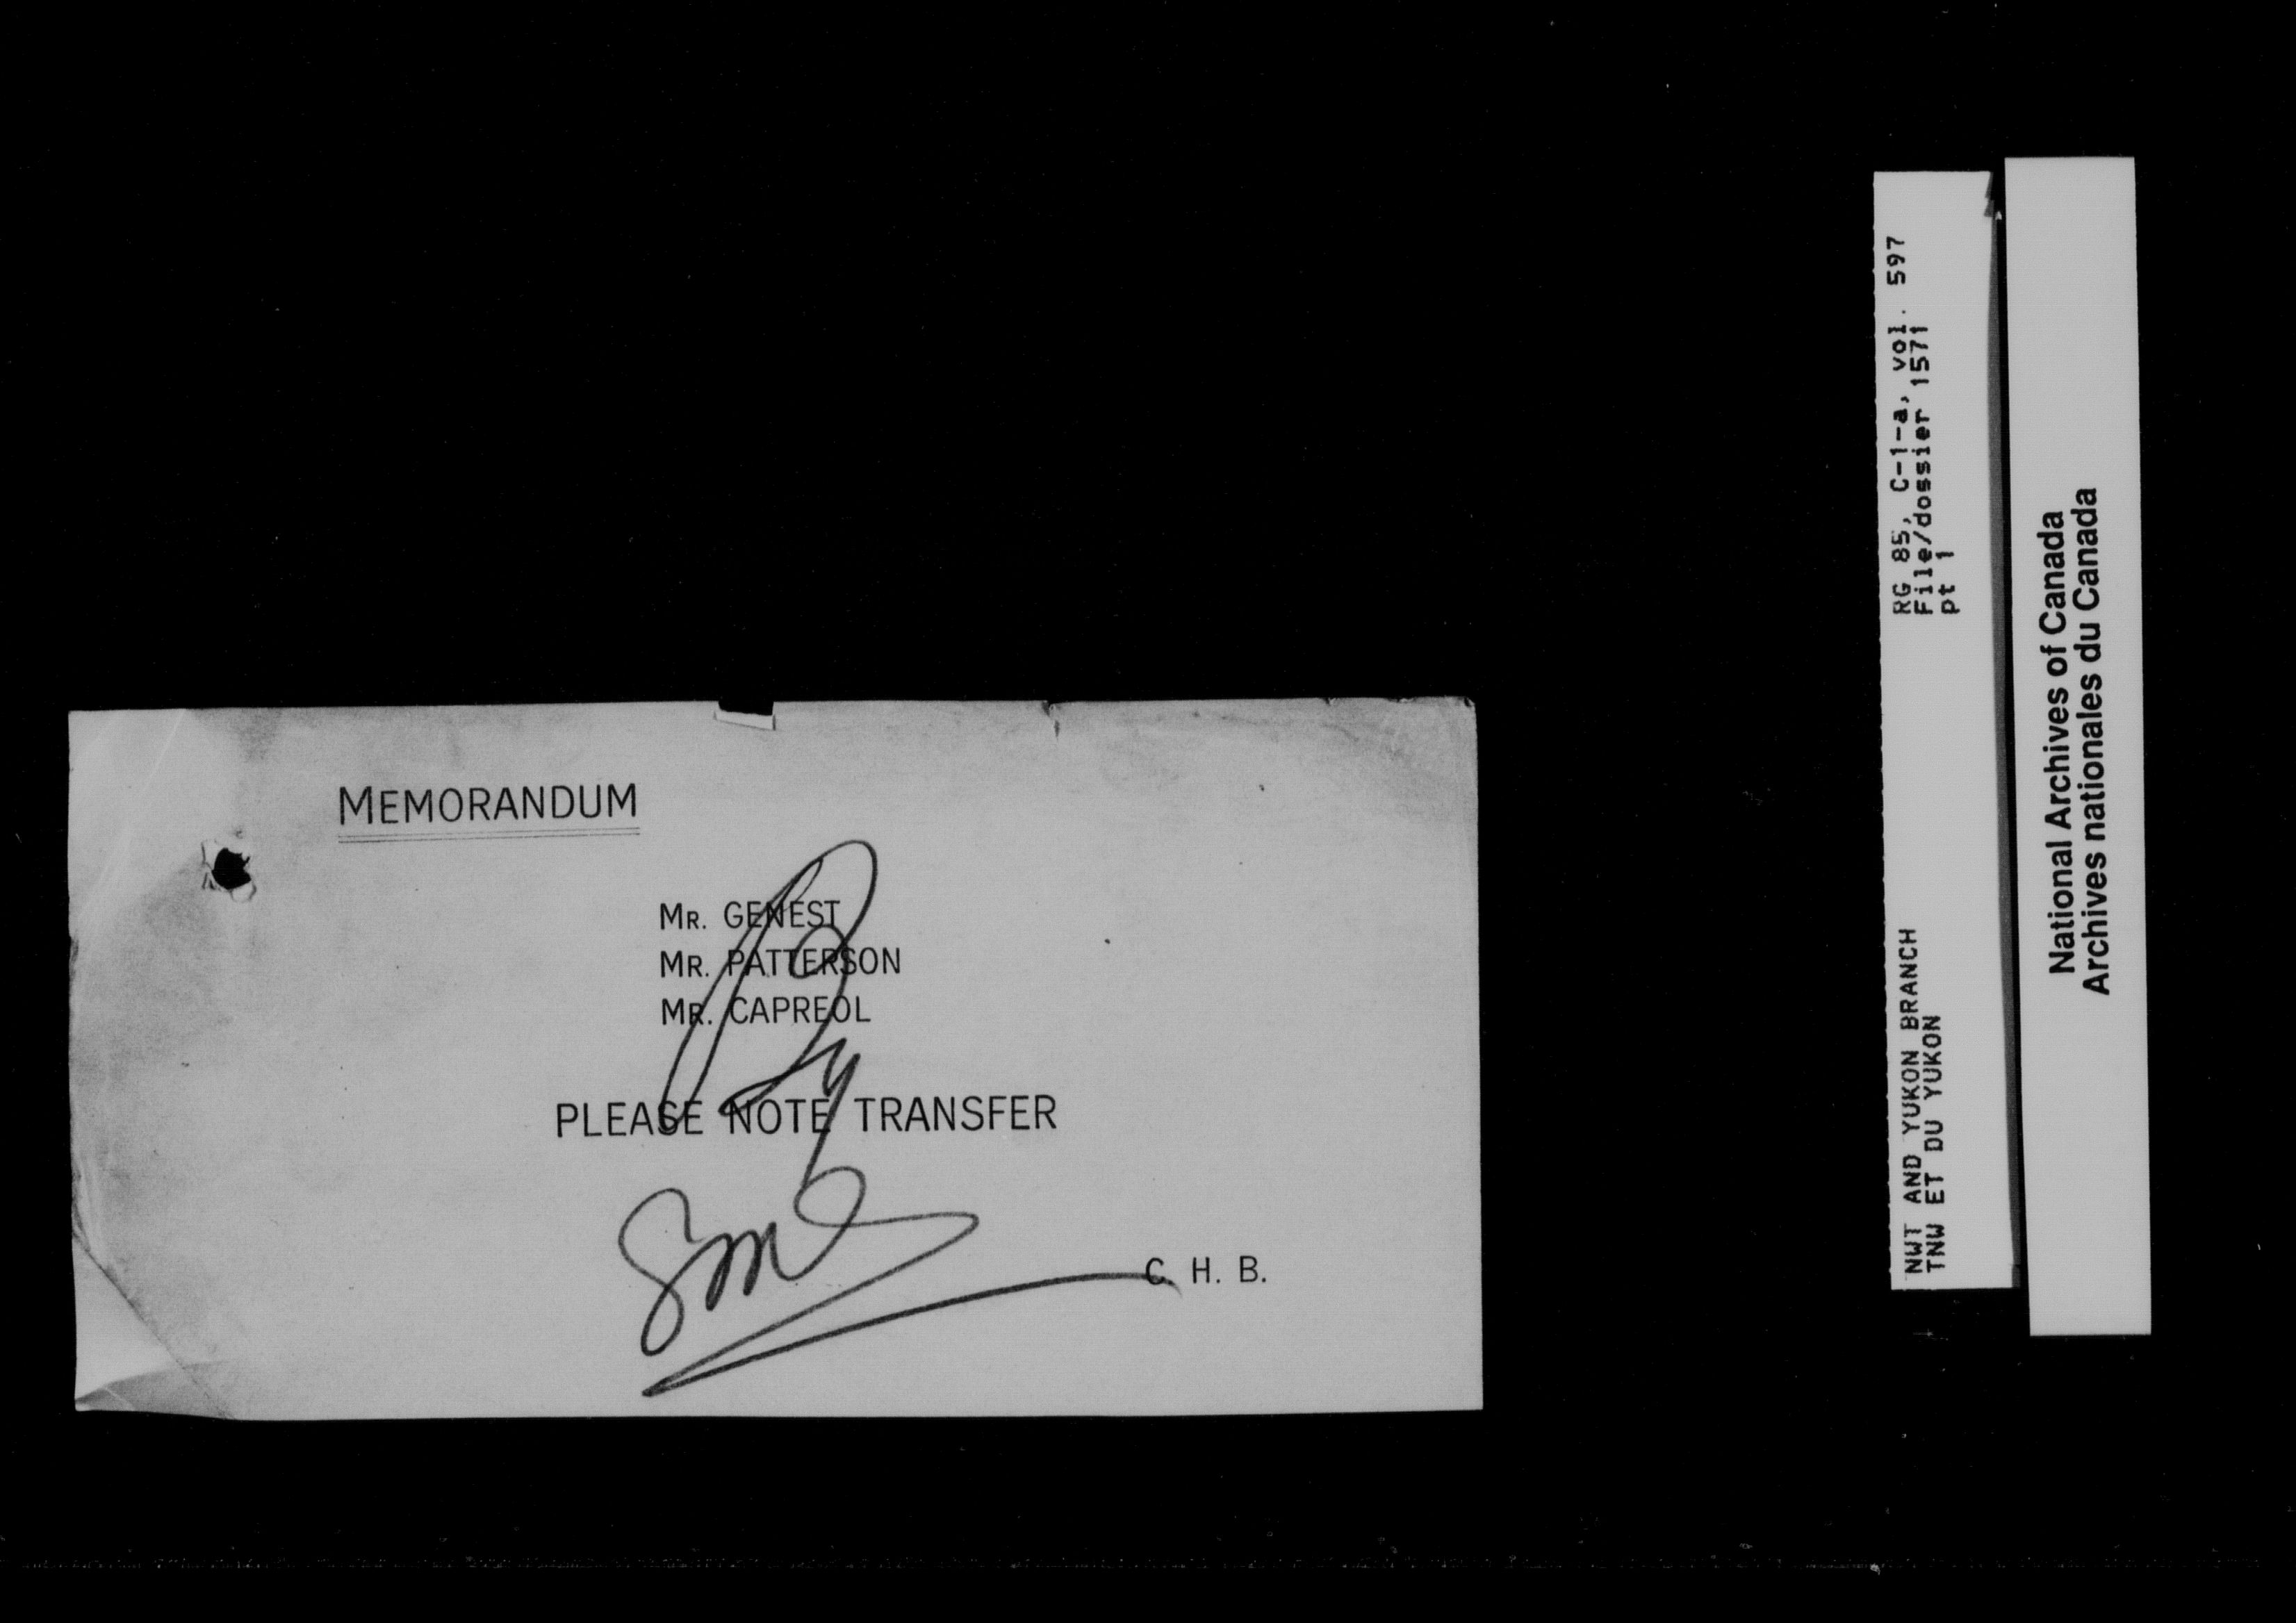 MEMORANDUM
MR. GENEST
MR. PATTERSON
MR. CAPREOL
PLEASE NOTE TRANSFER
C. H. B.
NWT AND YUKON BRANCH
TNW ET DU YUKON
RG 85, C-1-a, vol. 597
File/dossier 1571
pt 1
National Archives of Canada
Archives nationales du Canada